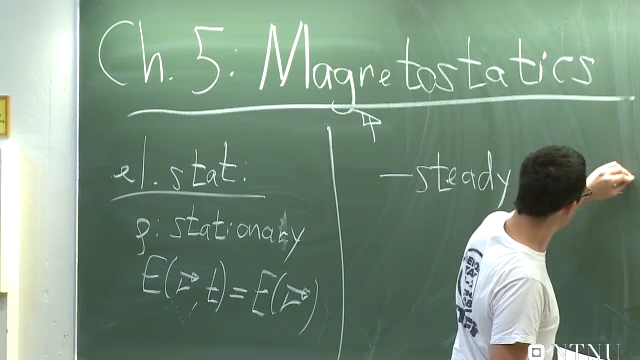 Ch. 5: Magnetostatics
el. stat:
ρ: stationary
E(r⃗, t) = E(r⃗)
— steady
NTNU